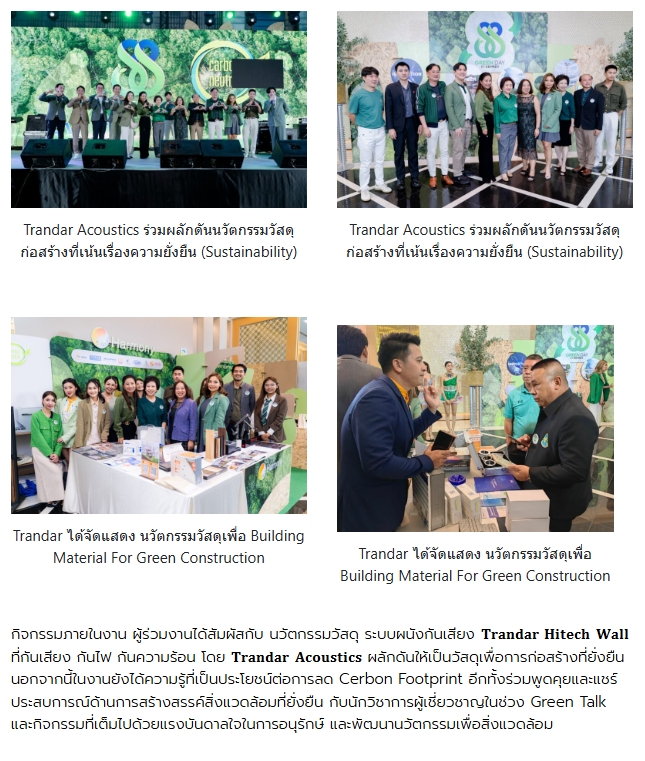 carbon
neutral
GREEN DAY
Trandar Acoustics ร่วมผลักดันนวัตกรรมวัสดุ
ก่อสร้างที่เน้นเรื่องความยั่งยืน (Sustainability)
Trandar Acoustics ร่วมผลักดันนวัตกรรมวัสดุ
ก่อสร้างที่เน้นเรื่องความยั่งยืน (Sustainability)
Harmony
GREEN DAY
Trandar ได้จัดแสดง นวัตกรรมวัสดุเพื่อ Building
Material For Green Construction
Trandar ได้จัดแสดง นวัตกรรมวัสดุเพื่อ
Building Material For Green Construction
กิจกรรมภายในงาน ผู้ร่วมงานได้สัมผัสกับ นวัตกรรมวัสดุ ระบบผนังกันเสียง Trandar Hitech Wall
ที่กันเสียง กันไฟ กันความร้อน โดย Trandar Acoustics ผลักดันให้เป็นวัสดุเพื่อการก่อสร้างที่ยั่งยืน
นอกจากนี้ในงานยังได้ความรู้ที่เป็นประโยชน์ต่อการลด Cerbon Footprint อีกทั้งร่วมพูดคุยและแชร์
ประสบการณ์ด้านการสร้างสรรค์สิ่งแวดล้อมที่ยั่งยืน กับนักวิชาการผู้เชี่ยวชาญในช่วง Green Talk
และกิจกรรมที่เต็มไปด้วยแรงบันดาลใจในการอนุรักษ์ และพัฒนานวัตกรรมเพื่อสิ่งแวดล้อม